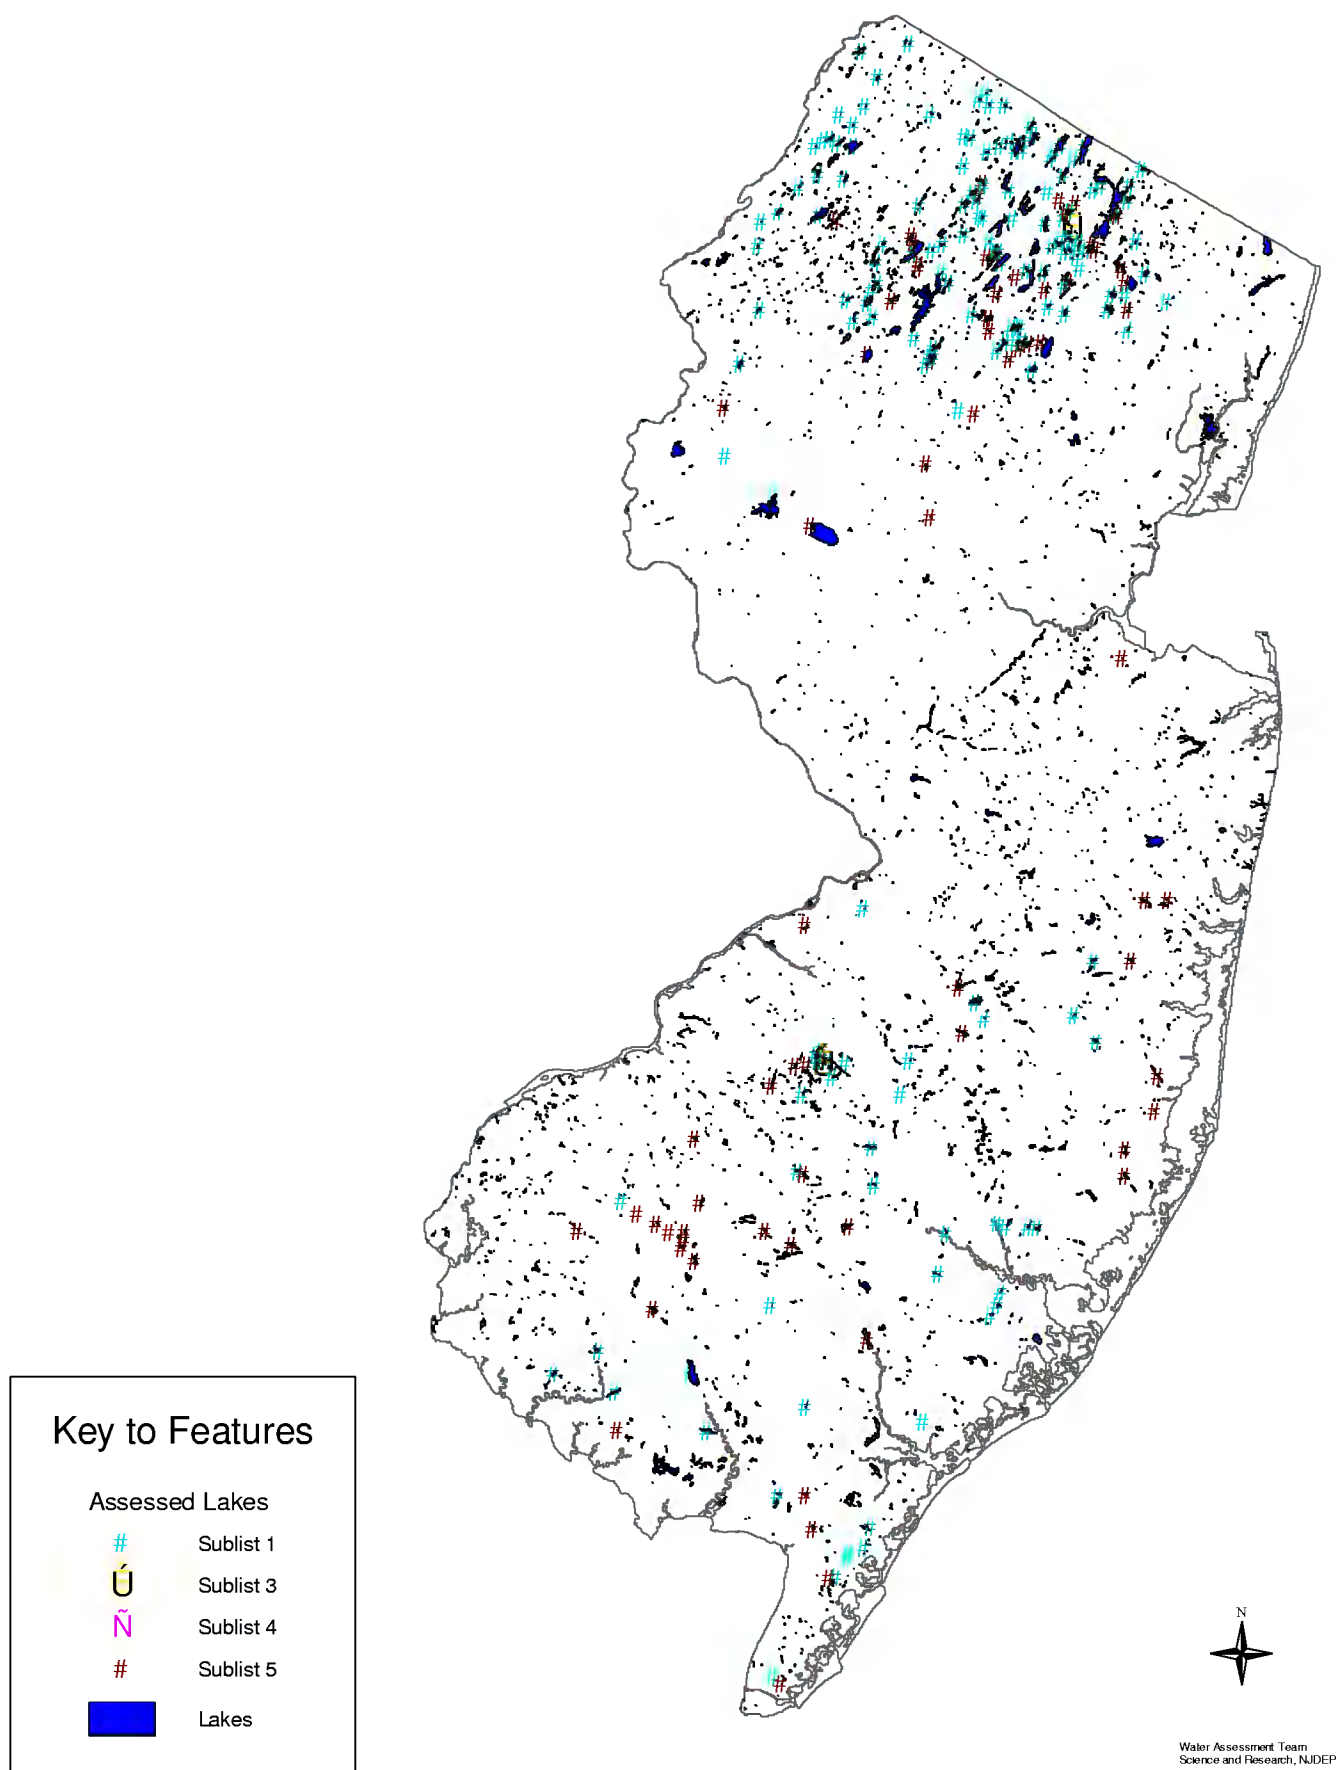 Key to Features
Assessed Lakes
# Sublist 1
Ú Sublist 3
Ñ Sublist 4
# Sublist 5
Lakes
N
Water Assessment Team
Science and Research, NJDEP